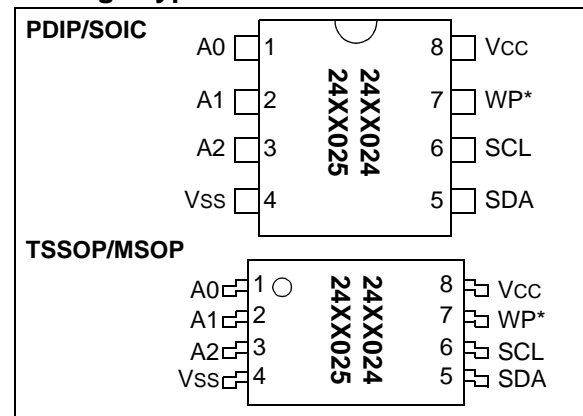 PDIP/SOIC
A0 1 8 VCC
A1 2 7 WP*
A2 3 6 SCL
VSS 4 5 SDA
24XX024
24XX025
TSSOP/MSOP
A0 1 8 VCC
A1 2 7 WP*
A2 3 6 SCL
VSS 4 5 SDA
24XX024
24XX025